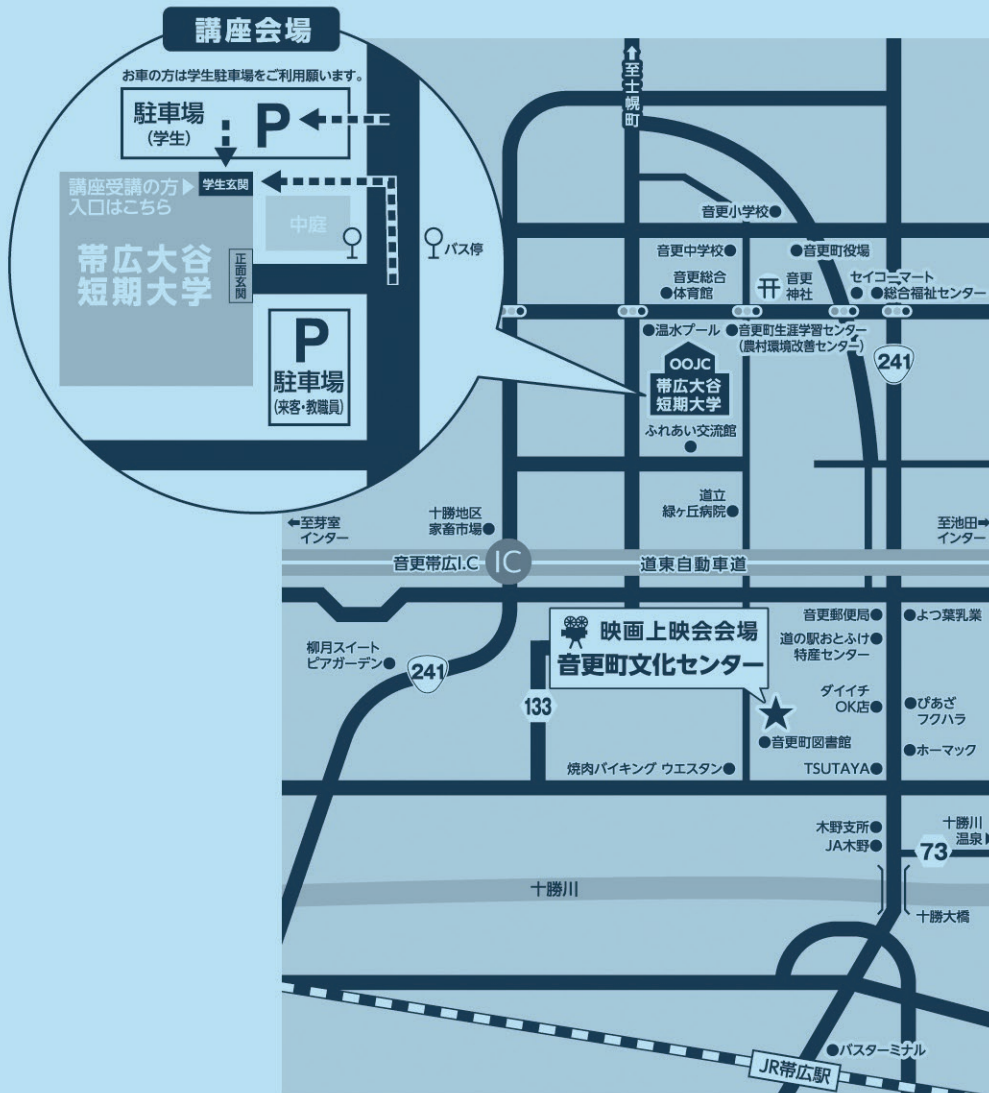 講座会場
お車の方は学生駐車場をご利用願います。
駐車場
(学生)
P
講座受講の方▶
入口はこちら
学生玄関
中庭
バス停
帯広大谷
短期大学
正面玄関
P
駐車場
(来客・教職員)
↑至士幌町
音更小学校
音更中学校
音更町役場
音更総合
体育館
音更
神社
セイコーマート
総合福祉センター
温水プール
音更町生涯学習センター
(農村環境改善センター)
241
OOJC
帯広大谷
短期大学
ふれあい交流館
道立
緑ヶ丘病院
十勝地区
家畜市場
←至芽室
インター
至池田➡
インター
音更帯広I.C
IC
道東自動車道
映画上映会会場
音更町文化センター
音更郵便局
よつ葉乳業
道の駅おとふけ
特産センター
柳月スイート
ピアガーデン
241
133
ダイイチ
OK店
ぴあざ
フクハラ
音更町図書館
ホーマック
焼肉バイキング ウエスタン
TSUTAYA
木野支所
JA木野
十勝川
温泉▶
73
十勝川
十勝大橋
バスターミナル
JR帯広駅